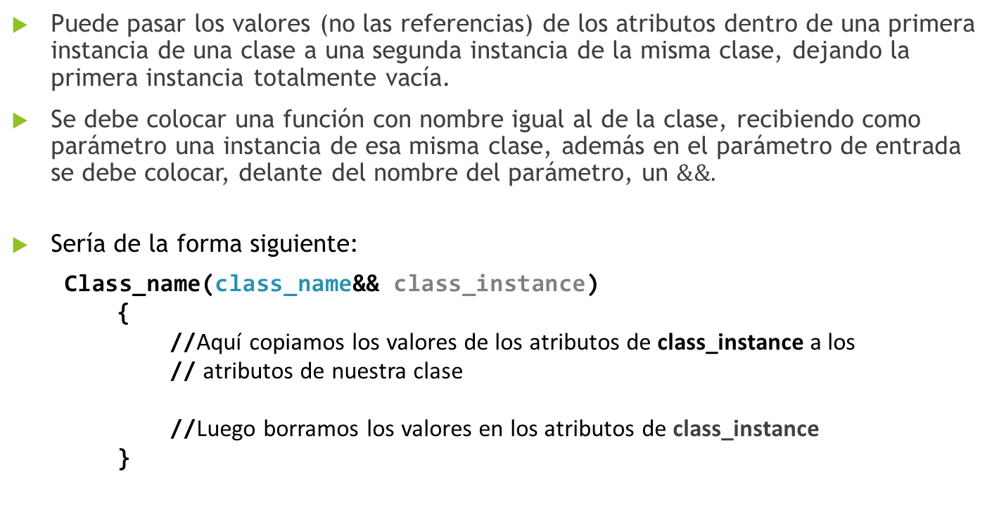 Puede pasar los valores (no las referencias) de los atributos dentro de una primera
instancia de una clase a una segunda instancia de la misma clase, dejando la
primera instancia totalmente vacía.
Se debe colocar una función con nombre igual al de la clase, recibiendo como
parámetro una instancia de esa misma clase, además en el parámetro de entrada
se debe colocar, delante del nombre del parámetro, un &&.
Sería de la forma siguiente:
Class_name(class_name&& class_instance)
{
//Aquí copiamos los valores de los atributos de class_instance a los
// atributos de nuestra clase
//Luego borramos los valores en los atributos de class_instance
}